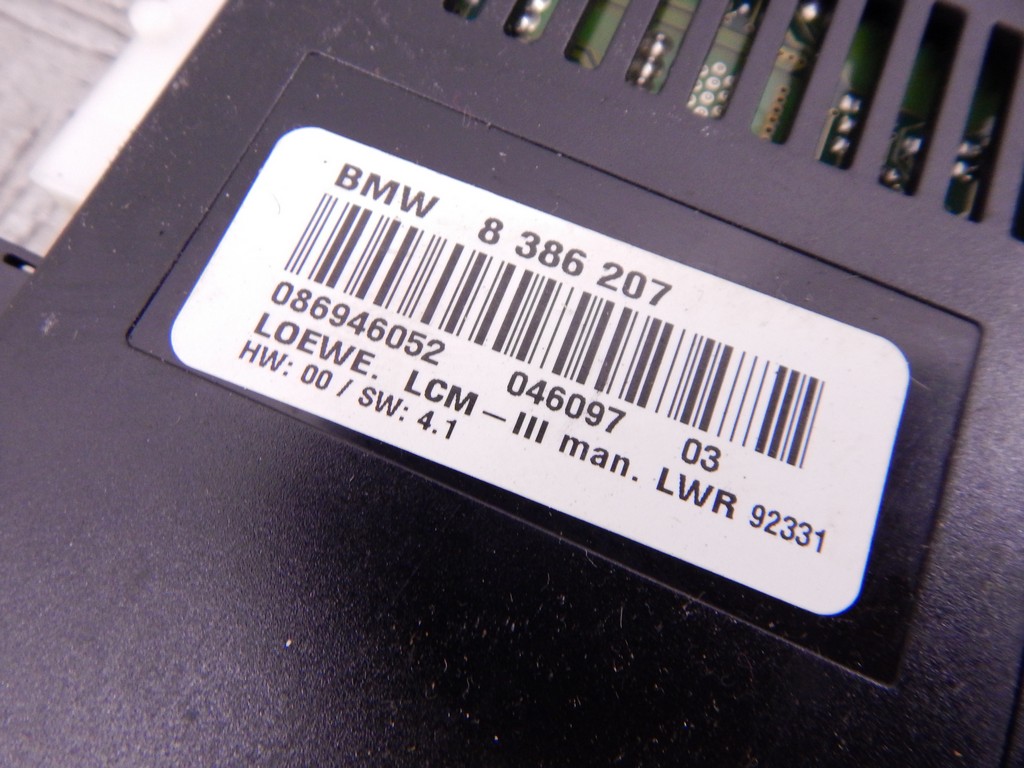 BMW 8 386 207
086946052 046097 03
LOEWE. LCM – III man. LWR 92331
HW: 00 / SW: 4.1